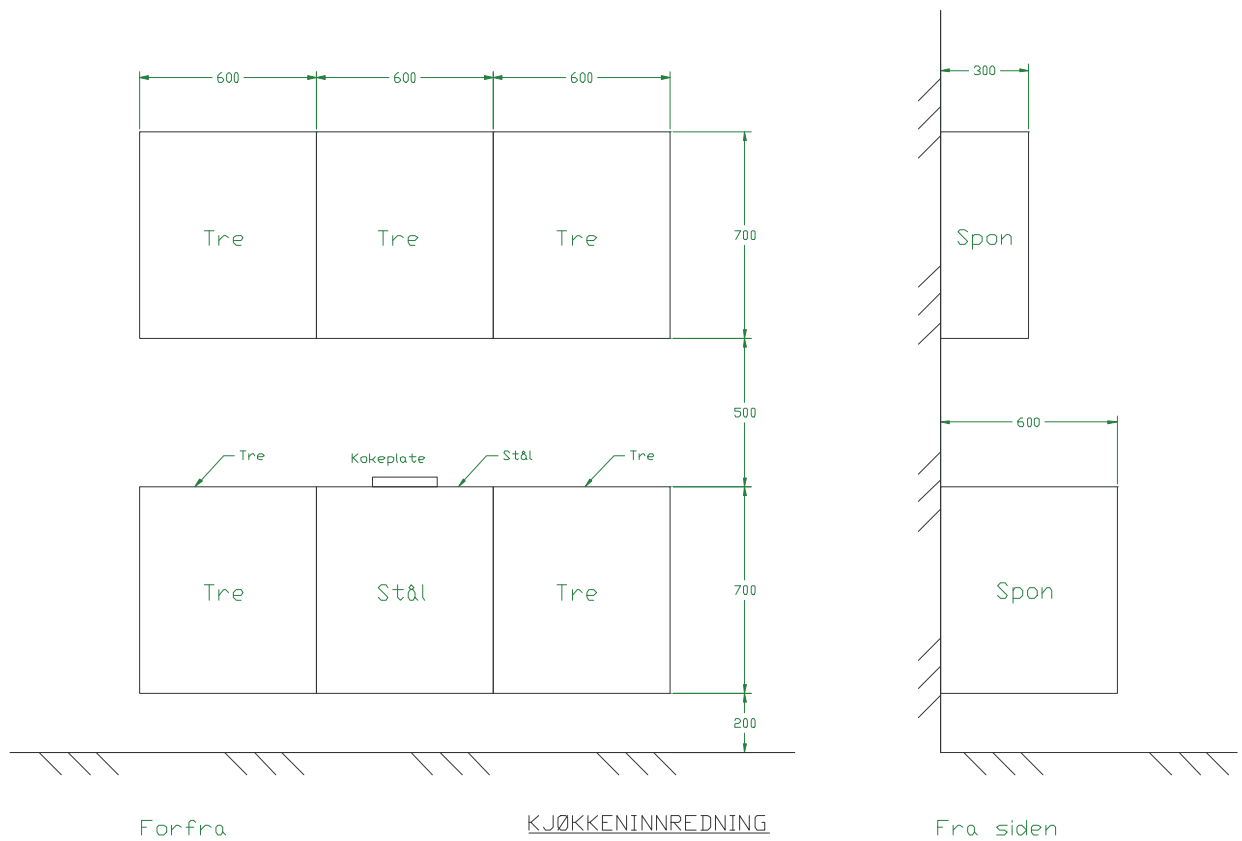 600 600 600
300
Tre Tre Tre
700
Spon
500
600
Tre
Kokeplate
Stål
Tre
Tre Stål Tre
700
Spon
200
Forfra
KJØKKENINNREDNING
Fra siden